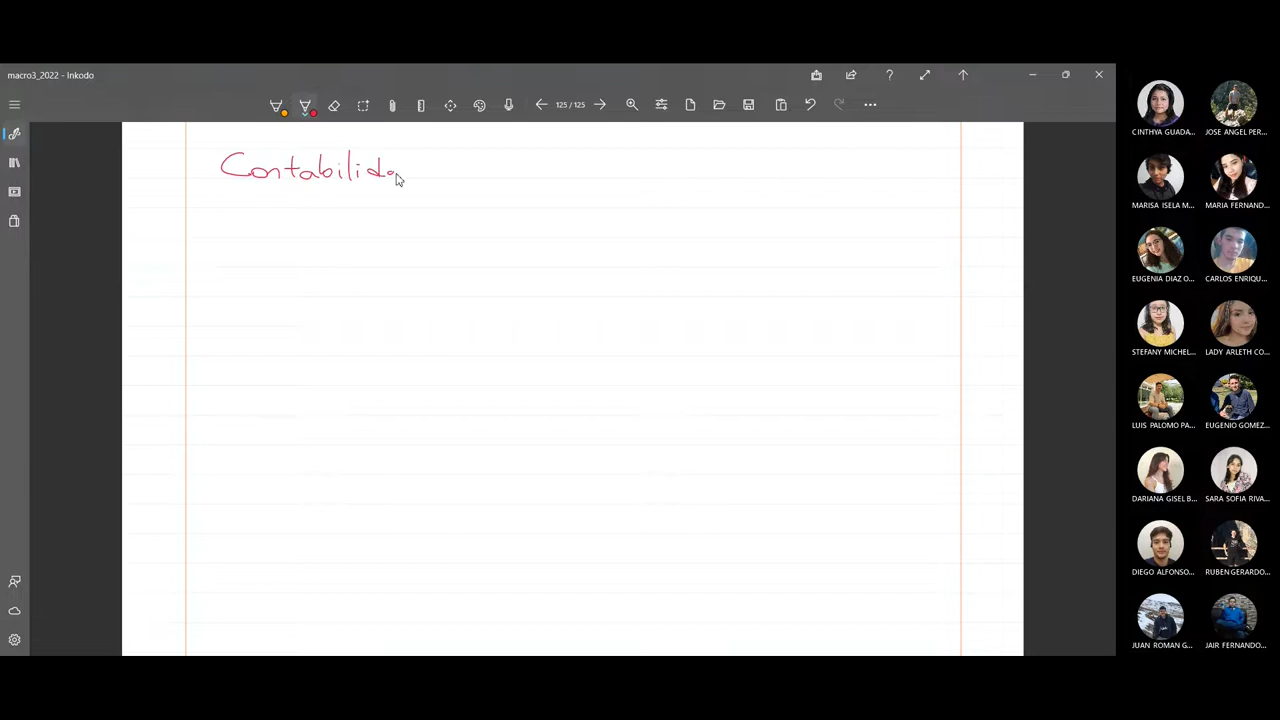 macro3_2022 - Inkodo
125 / 125
Contabilida
CINTHYA GUADA...
JOSE ANGEL PER...
MARISA ISELA M...
MARIA FERNAND...
EUGENIA DIAZ O...
CARLOS ENRIQU...
STEFANY MICHEL...
LADY ARLETH CO...
LUIS PALOMO PA...
EUGENIO GOMEZ...
DARIANA GISEL B...
SARA SOFIA RIVA...
DIEGO ALFONSO...
RUBEN GERARDO...
JUAN ROMAN G...
JAIR FERNANDO...